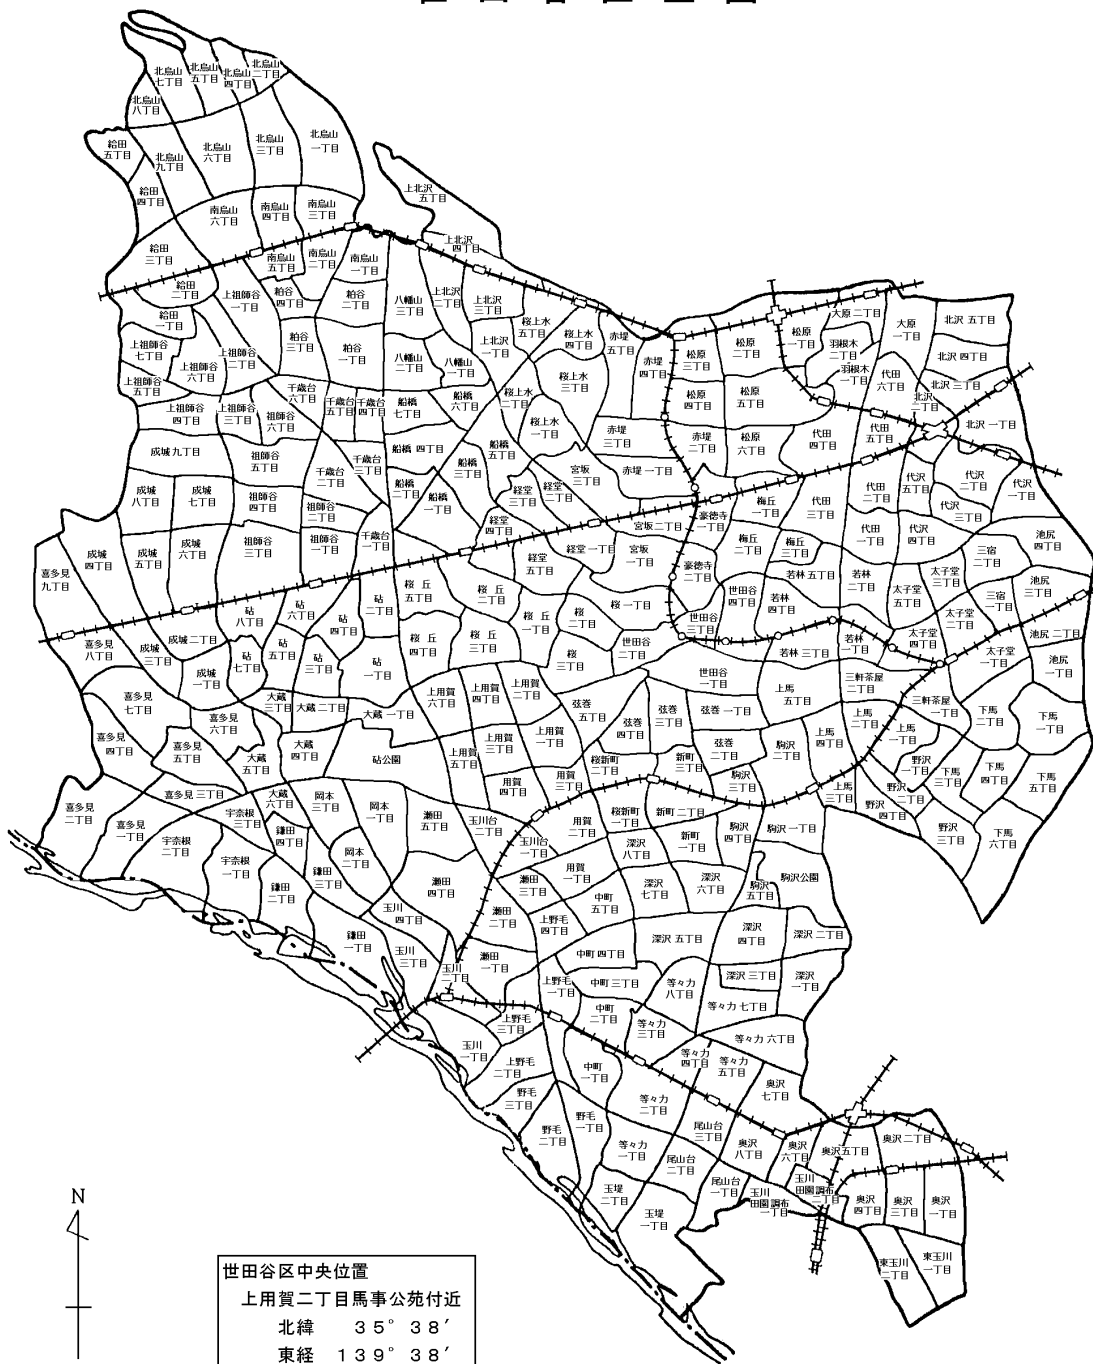 北烏山
七丁目
北烏山
五丁目
北烏山
四丁目
北烏山
二丁目
北烏山
八丁目
給田
五丁目
北烏山
九丁目
北烏山
六丁目
北烏山
三丁目
北烏山
一丁目
給田
四丁目
南烏山
六丁目
南烏山
四丁目
南烏山
三丁目
上北沢
五丁目
給田
三丁目
南烏山
五丁目
南烏山
二丁目
南烏山
一丁目
上北沢
四丁目
給田
二丁目
給田
一丁目
上祖師谷
一丁目
粕谷
四丁目
粕谷
二丁目
八幡山
三丁目
上北沢
二丁目
上北沢
三丁目
上祖師谷
七丁目
上祖師谷
二丁目
上祖師谷
六丁目
粕谷
三丁目
粕谷
一丁目
八幡山
二丁目
八幡山
一丁目
上北沢
一丁目
桜上水
五丁目
桜上水
四丁目
赤堤
五丁目
赤堤
四丁目
松原
三丁目
松原
二丁目
松原
一丁目
大原 二丁目
大原
一丁目
北沢 五丁目
羽根木
二丁目
羽根木
一丁目
代田
六丁目
北沢 四丁目
北沢 三丁目
北沢
二丁目
北沢 一丁目
上祖師谷
五丁目
上祖師谷
四丁目
上祖師谷
三丁目
祖師谷
六丁目
千歳台
六丁目
千歳台
五丁目
千歳台
四丁目
船橋
七丁目
船橋
六丁目
桜上水
二丁目
桜上水
三丁目
桜上水
一丁目
松原
四丁目
松原
五丁目
赤堤
三丁目
赤堤
二丁目
松原
六丁目
代田
四丁目
代田
五丁目
成城 九丁目
祖師谷
五丁目
千歳台
二丁目
千歳台
三丁目
船橋 四丁目
船橋
五丁目
船橋
三丁目
船橋
二丁目
船橋
一丁目
宮坂
三丁目
赤堤 一丁目
経堂
三丁目
経堂
二丁目
経堂
四丁目
成城
八丁目
成城
七丁目
祖師谷
四丁目
祖師谷
二丁目
宮坂 二丁目
豪徳寺
一丁目
梅丘
一丁目
代田
三丁目
代田
二丁目
代沢
五丁目
代沢
二丁目
代沢
一丁目
代沢
三丁目
代沢
四丁目
代田
一丁目
梅丘
二丁目
梅丘
三丁目
池尻
四丁目
三宿
二丁目
喜多見
九丁目
成城
四丁目
成城
五丁目
成城
六丁目
祖師谷
三丁目
祖師谷
一丁目
千歳台
一丁目
経堂
五丁目
経堂 一丁目
宮坂
一丁目
豪徳寺
二丁目
世田谷
四丁目
若林 五丁目
若林
四丁目
若林
二丁目
太子堂
五丁目
太子堂
三丁目
太子堂
二丁目
三宿
一丁目
池尻
三丁目
池尻 二丁目
池尻
一丁目
喜多見
八丁目
成城
三丁目
成城 二丁目
成城
一丁目
砧
八丁目
砧
六丁目
砧
七丁目
砧
五丁目
砧
四丁目
砧
三丁目
砧
二丁目
砧
一丁目
桜 丘
五丁目
桜 丘
二丁目
桜 丘
一丁目
桜 丘
四丁目
桜 丘
三丁目
桜
二丁目
桜 一丁目
桜
三丁目
世田谷
三丁目
世田谷
二丁目
世田谷
一丁目
若林 三丁目
若林
一丁目
太子堂
四丁目
太子堂
一丁目
三軒茶屋
二丁目
三軒茶屋
一丁目
喜多見
七丁目
喜多見
四丁目
喜多見
六丁目
喜多見
五丁目
大蔵
三丁目
大蔵 二丁目
大蔵 一丁目
大蔵
四丁目
大蔵
五丁目
砧公園
上用賀
六丁目
上用賀
四丁目
上用賀
二丁目
上用賀
三丁目
上用賀
一丁目
上用賀
五丁目
弦巻
五丁目
弦巻
四丁目
弦巻
三丁目
弦巻 一丁目
弦巻
二丁目
上馬
五丁目
上馬
四丁目
上馬
二丁目
上馬
一丁目
上馬
三丁目
下馬
二丁目
下馬
一丁目
下馬
三丁目
下馬
四丁目
下馬
五丁目
下馬
六丁目
野沢
一丁目
野沢
二丁目
野沢
四丁目
野沢
三丁目
喜多見
二丁目
喜多見 三丁目
喜多見
一丁目
宇奈根
三丁目
宇奈根
二丁目
宇奈根
一丁目
大蔵
六丁目
岡本
三丁目
岡本
一丁目
岡本
二丁目
鎌田
四丁目
鎌田
三丁目
鎌田
二丁目
鎌田
一丁目
瀬田
五丁目
瀬田
四丁目
玉川台
二丁目
玉川台
一丁目
用賀
四丁目
用賀
三丁目
用賀
二丁目
用賀
一丁目
桜新町
二丁目
桜新町
一丁目
新町
三丁目
新町 二丁目
新町
一丁目
駒沢
二丁目
駒沢
三丁目
駒沢
四丁目
駒沢 一丁目
駒沢
五丁目
駒沢公園
瀬田
三丁目
瀬田
二丁目
瀬田
一丁目
玉川
四丁目
玉川
三丁目
玉川
二丁目
玉川
一丁目
深沢
八丁目
深沢
七丁目
深沢
六丁目
深沢 五丁目
深沢
四丁目
深沢 二丁目
深沢 三丁目
深沢
一丁目
中町
五丁目
中町 四丁目
中町 三丁目
中町
二丁目
中町
一丁目
上野毛
四丁目
上野毛
一丁目
上野毛
三丁目
上野毛
二丁目
野毛
三丁目
野毛
二丁目
野毛
一丁目
等々力
八丁目
等々力 七丁目
等々力 六丁目
等々力
三丁目
等々力
四丁目
等々力
五丁目
等々力
二丁目
等々力
一丁目
奥沢
七丁目
奥沢
八丁目
奥沢
六丁目
奥沢 五丁目
奥沢 二丁目
奥沢
四丁目
奥沢
三丁目
奥沢
一丁目
尾山台
三丁目
尾山台
二丁目
尾山台
一丁目
玉堤
二丁目
玉堤
一丁目
玉川
田園調布
一丁目
玉川
田園調布
二丁目
東玉川
二丁目
東玉川
一丁目
N
世田谷区中央位置
上用賀二丁目馬事公苑付近
北緯 35°38′
東経 139°38′